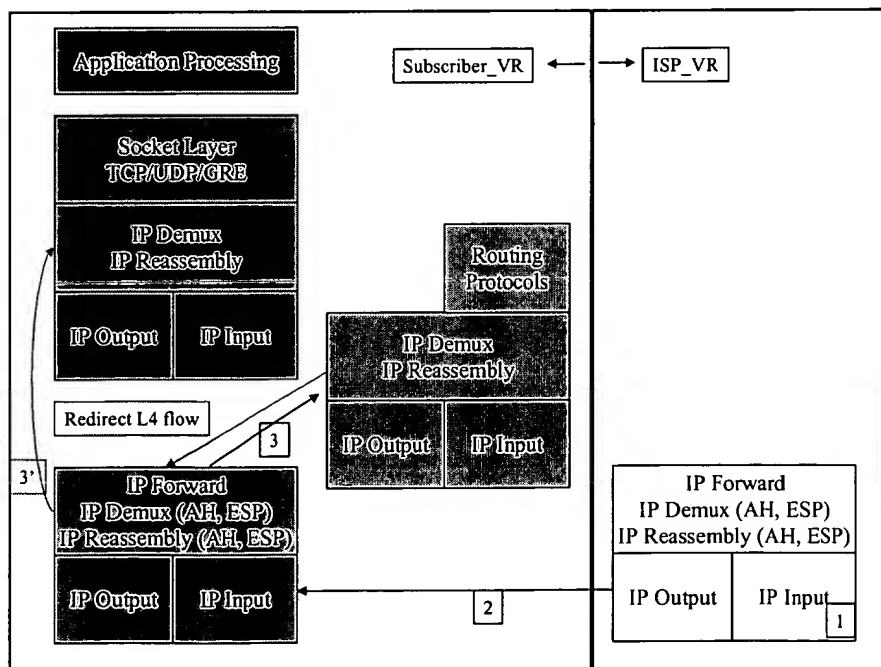 Application Processing
Subscriber_VR
ISP_VR
Socket Layer
TCP/UDP/GRE
IP Demux
IP Reassembly
IP Output
IP Input
Routing
Protocols
IP Demux
IP Reassembly
IP Output
IP Input
Redirect L4 flow
3
3'
IP Forward
IP Demux (AH, ESP)
IP Reassembly (AH, ESP)
IP Output
IP Input
2
IP Forward
IP Demux (AH, ESP)
IP Reassembly (AH, ESP)
IP Output
IP Input
1